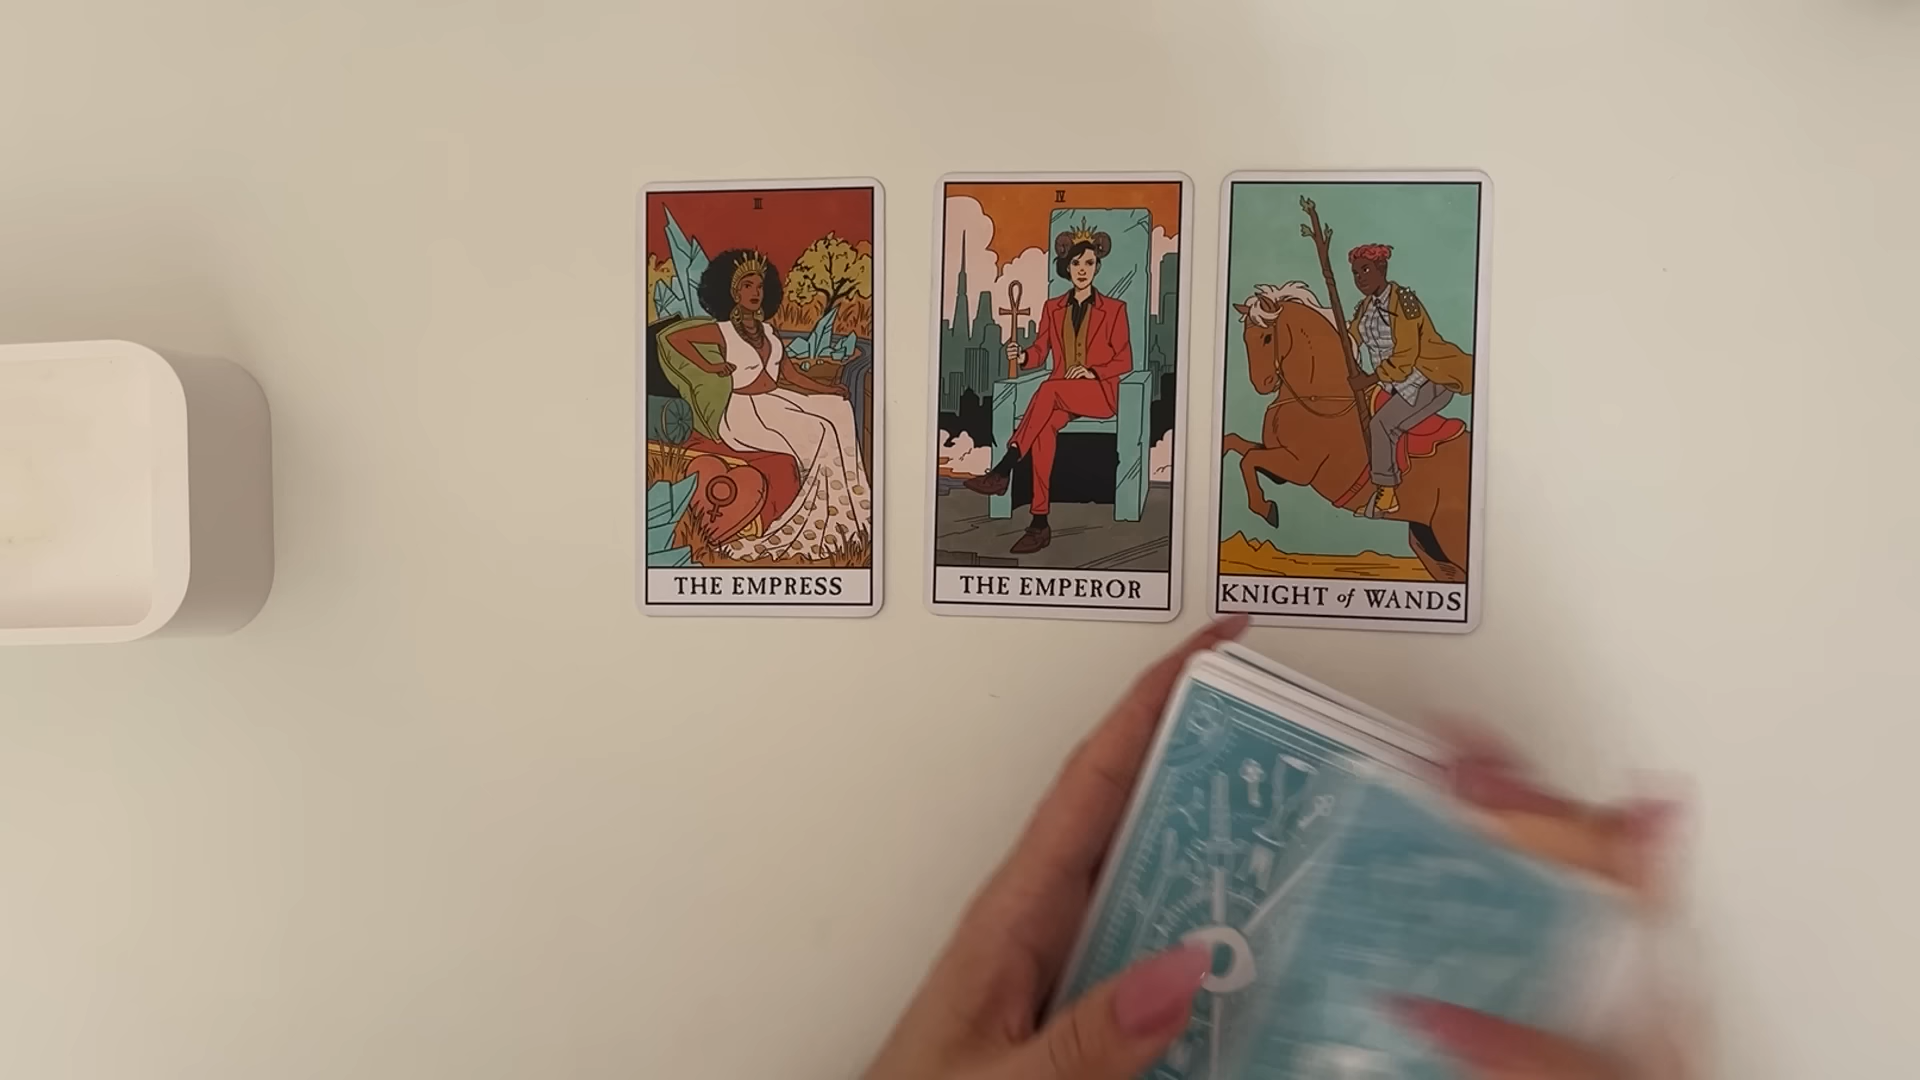 III
THE EMPRESS
IV
THE EMPEROR
KNIGHT of WANDS